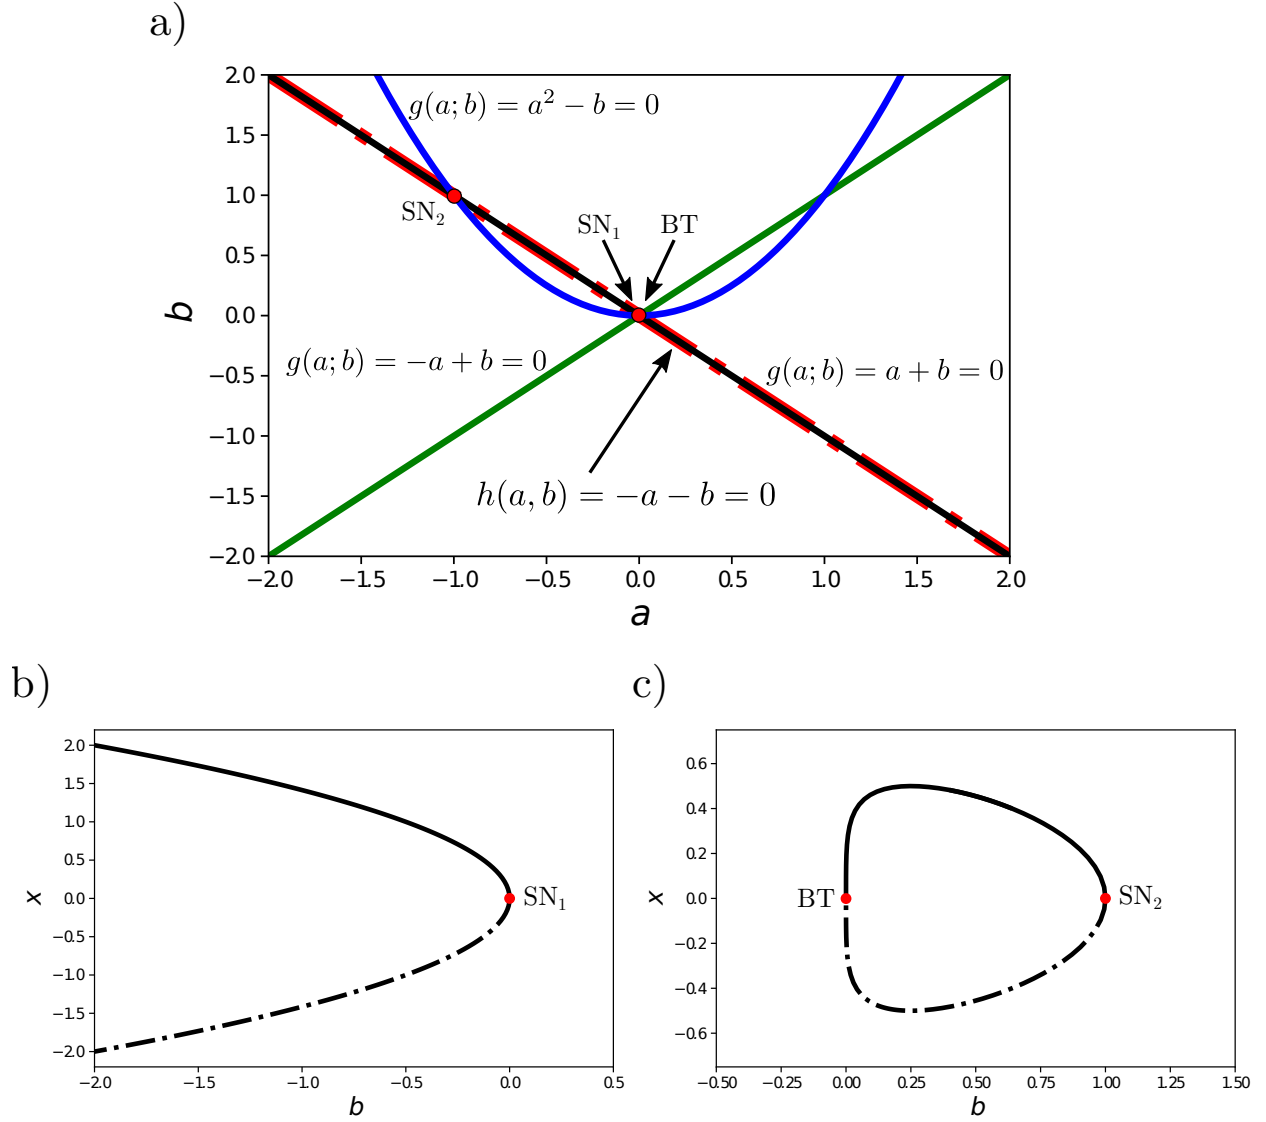 a)
2.0
1.5
1.0
0.5
0.0
−0.5
−1.0
−1.5
−2.0
b
g(a; b) = a² − b = 0
SN₂
SN₁
BT
g(a; b) = −a + b = 0
g(a; b) = a + b = 0
h(a, b) = −a − b = 0
−2.0 −1.5 −1.0 −0.5 0.0 0.5 1.0 1.5 2.0
a
b)
2.0
1.5
1.0
0.5
0.0
−0.5
−1.0
−1.5
−2.0
x
SN₁
−2.0 −1.5 −1.0 −0.5 0.0 0.5
b
c)
0.6
0.4
0.2
0.0
−0.2
−0.4
−0.6
x
BT
SN₂
−0.50 −0.25 0.00 0.25 0.50 0.75 1.00 1.25 1.50
b